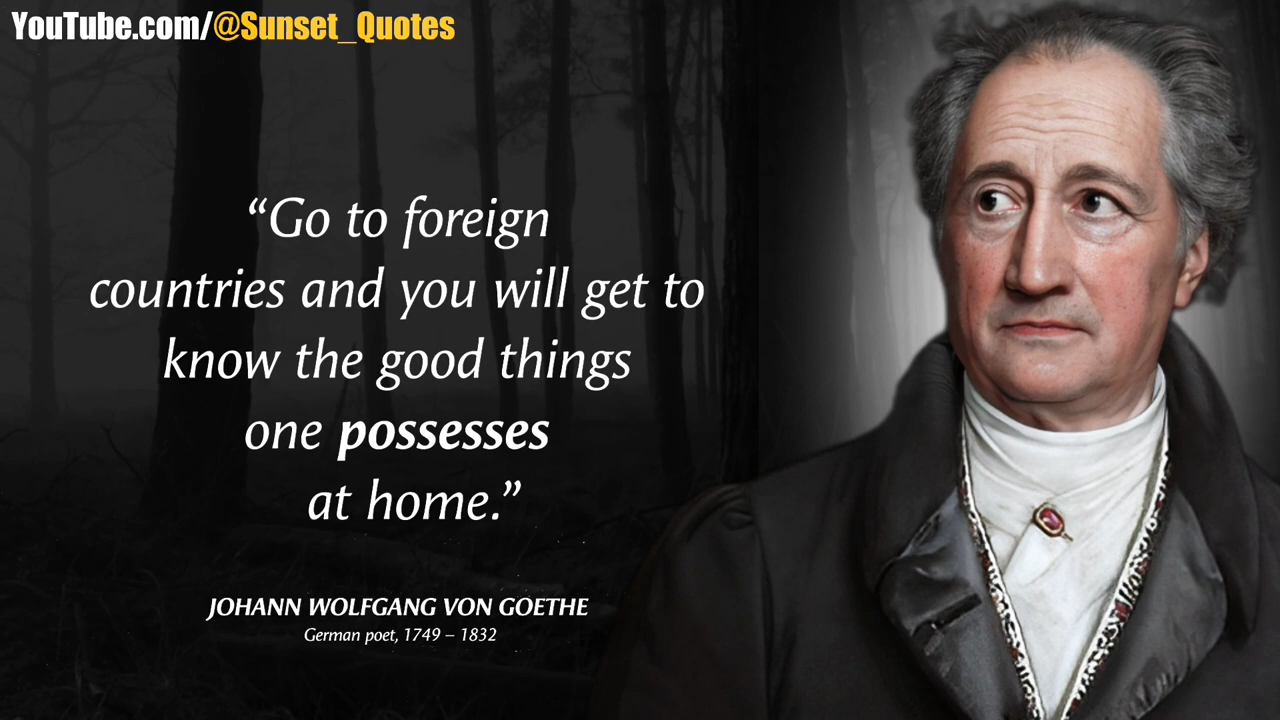 YouTube.com/@Sunset_Quotes
“Go to foreign
countries and you will get to
know the good things
one possesses
at home.”
JOHANN WOLFGANG VON GOETHE
German poet, 1749 – 1832